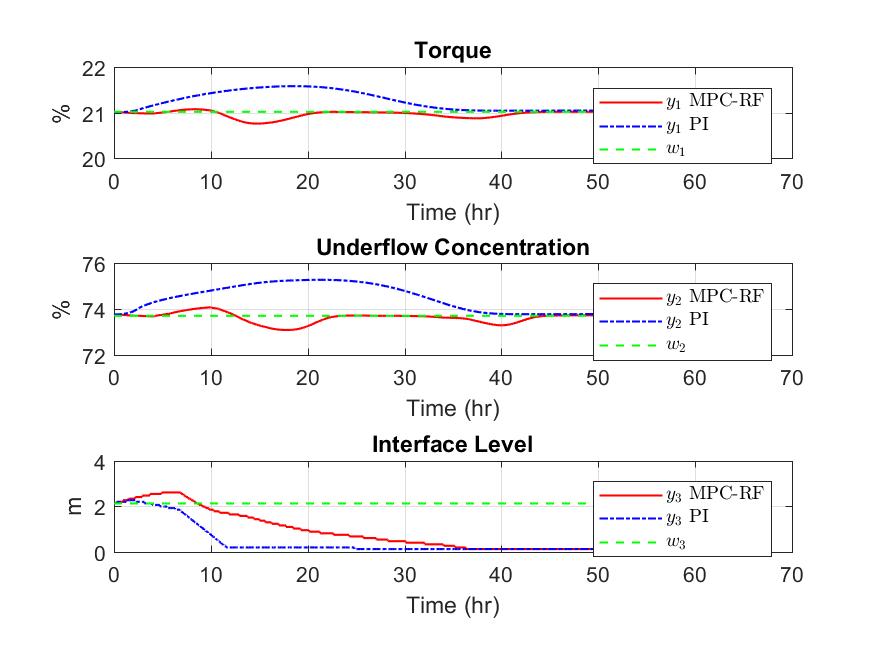 Torque
22
21
20
%
0 10 20 30 40 50 60 70
Time (hr)
y₁ MPC-RF
y₁ PI
w₁
Underflow Concentration
76
74
72
%
0 10 20 30 40 50 60 70
Time (hr)
y₂ MPC-RF
y₂ PI
w₂
Interface Level
4
2
0
m
0 10 20 30 40 50 60 70
Time (hr)
y₃ MPC-RF
y₃ PI
w₃